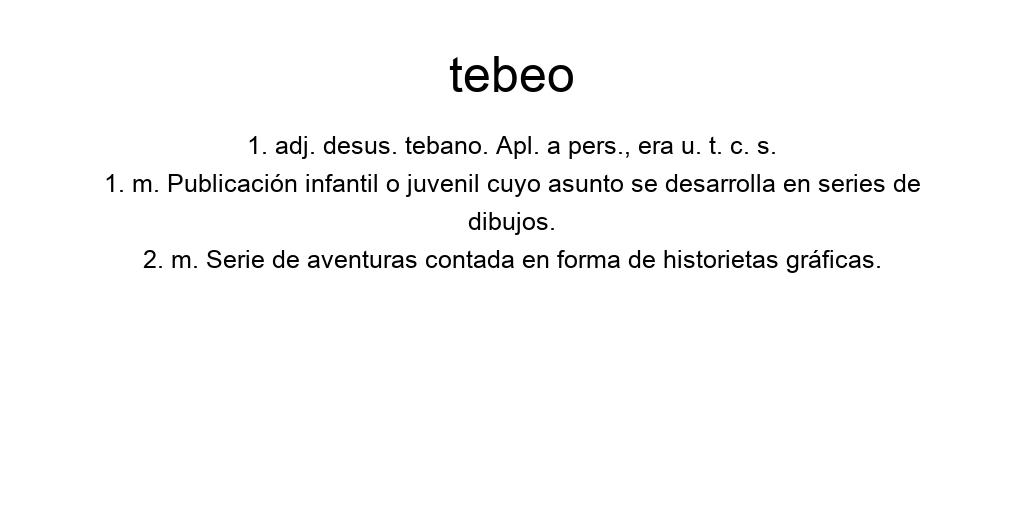 tebeo
1. adj. desus. tebano. Apl. a pers., era u. t. c. s.
1. m. Publicación infantil o juvenil cuyo asunto se desarrolla en series de
dibujos.
2. m. Serie de aventuras contada en forma de historietas gráficas.